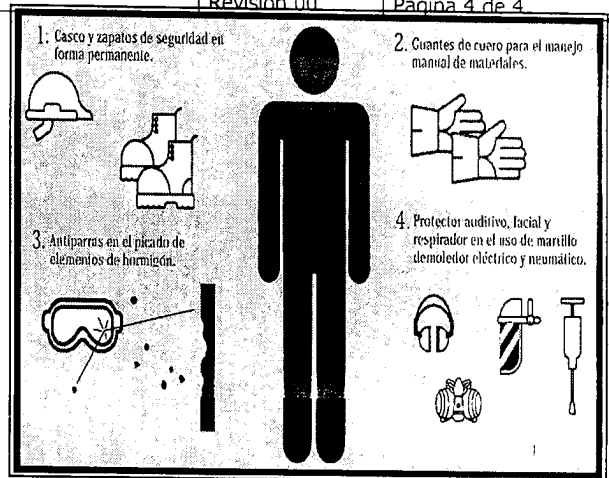 Revisión 00
Página 4 de 4
1. Casco y zapatos de seguridad en
forma permanente.
2. Guantes de cuero para el manejo
manual de materiales.
3. Antiparras en el picado de
elementos de hormigón.
4. Protector auditivo, facial y
respirador en el uso de martillo
demoledor eléctrico y neumático.